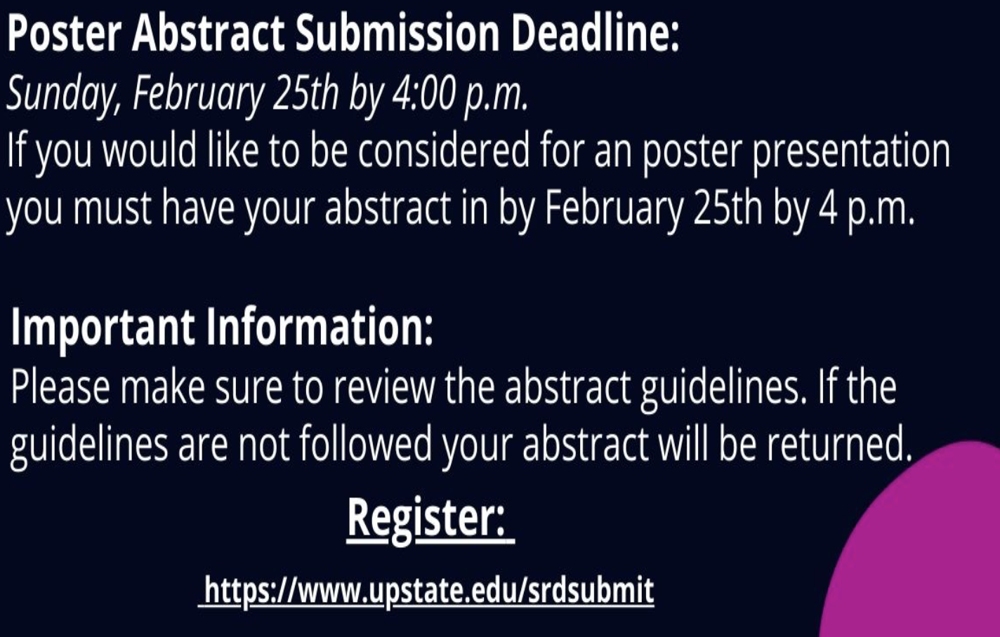 Poster Abstract Submission Deadline:
Sunday, February 25th by 4:00 p.m.
If you would like to be considered for an poster presentation
you must have your abstract in by February 25th by 4 p.m.
Important Information:
Please make sure to review the abstract guidelines. If the
guidelines are not followed your abstract will be returned.
Register:
https://www.upstate.edu/srdsubmit